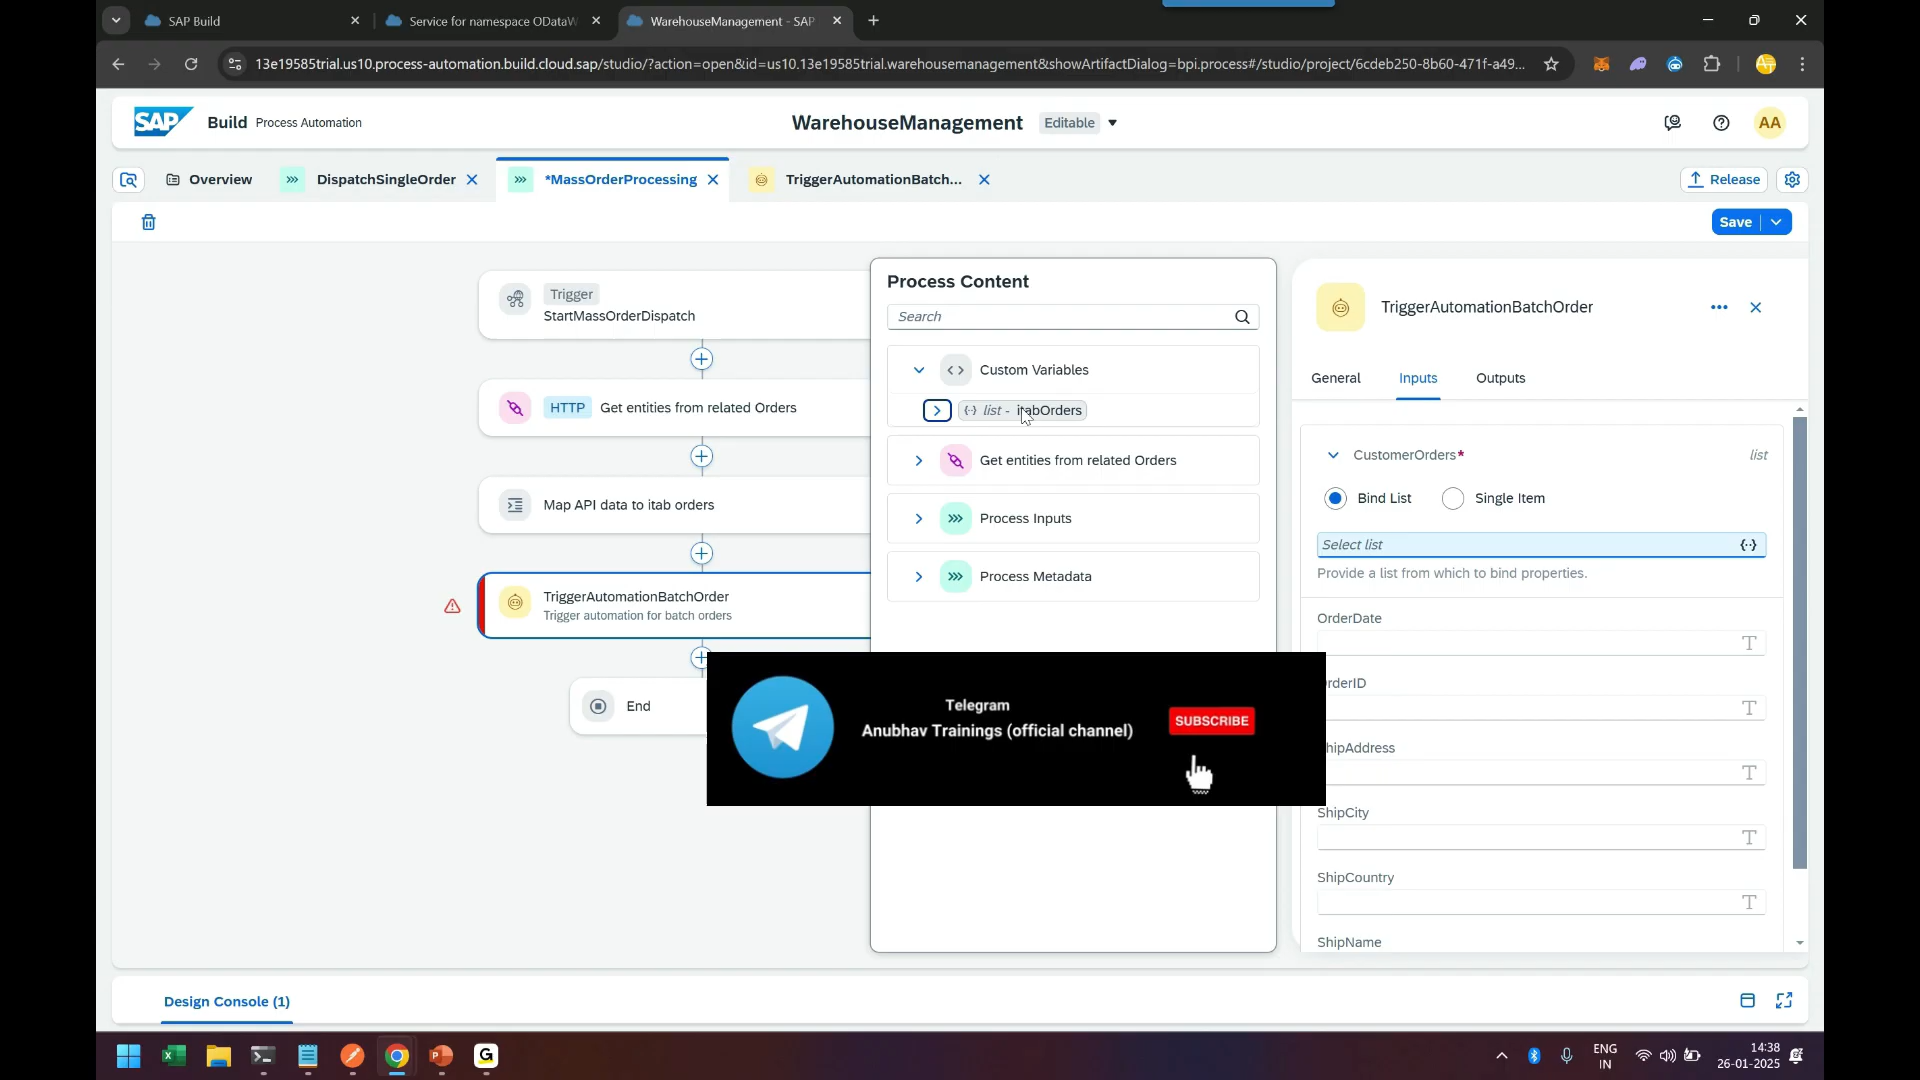 SAP Build
Service for namespace ODataW
WarehouseManagement - SAP
13e19585trial.us10.process-automation.build.cloud.sap/studio/?action=open&id=us10.13e19585trial.warehousemanagement&showArtifactDialog=bpi.process#/studio/project/6cdeb250-8b60-471f-a49...
SAP Build Process Automation
WarehouseManagement Editable
AA
Overview
DispatchSingleOrder
*MassOrderProcessing
TriggerAutomationBatch...
Release
Save
Trigger
StartMassOrderDispatch
HTTP Get entities from related Orders
Map API data to itab orders
TriggerAutomationBatchOrder
Trigger automation for batch orders
End
Process Content
Search
Custom Variables
list - itabOrders
Get entities from related Orders
Process Inputs
Process Metadata
TriggerAutomationBatchOrder
General Inputs Outputs
CustomerOrders* list
Bind List Single Item
Select list
Provide a list from which to bind properties.
OrderDate
OrderID
ShipAddress
ShipCity
ShipCountry
ShipName
Telegram
Anubhav Trainings (official channel)
SUBSCRIBE
Design Console (1)
ENG
IN
14:38
26-01-2025